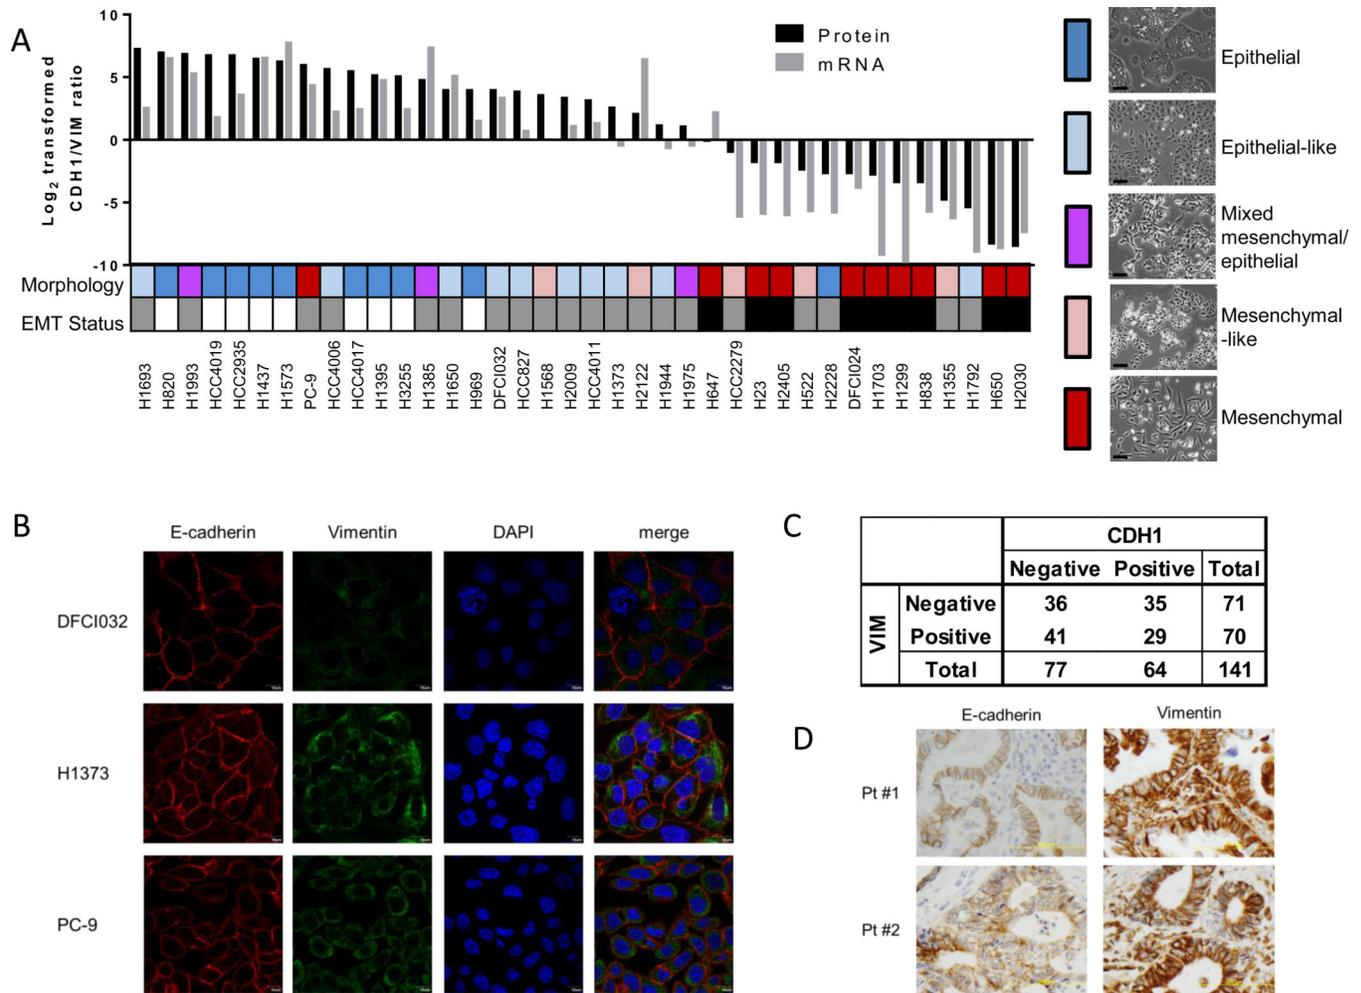 A
Log2 transformed
CDH1/VIM ratio
10
5
0
-5
-10
Protein
mRNA
Morphology
EMT Status
H1693
H820
H1993
HCC4019
HCC2935
H1437
H1573
PC-9
HCC4006
HCC4017
H1395
H3255
H1385
H1650
H969
DFCI032
HCC827
H1568
H2009
HCC4011
H1373
H2122
H1944
H1975
H647
HCC2279
H23
H2405
H522
H2228
DFCI024
H1703
H1299
H838
H1355
H1792
H650
H2030
Epithelial
Epithelial-like
Mixed
mesenchymal/
epithelial
Mesenchymal
-like
Mesenchymal
B
E-cadherin Vimentin DAPI merge
DFCI032
H1373
PC-9
C
CDH1
Negative Positive Total
VIM
Negative 36 35 71
Positive 41 29 70
Total 77 64 141
D
E-cadherin Vimentin
Pt #1
Pt #2